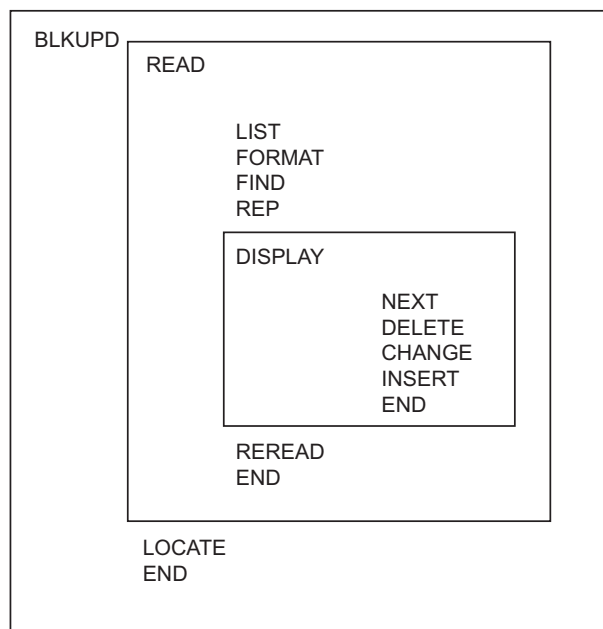 BLKUPD
READ
LIST
FORMAT
FIND
REP
DISPLAY
NEXT
DELETE
CHANGE
INSERT
END
REREAD
END
LOCATE
END